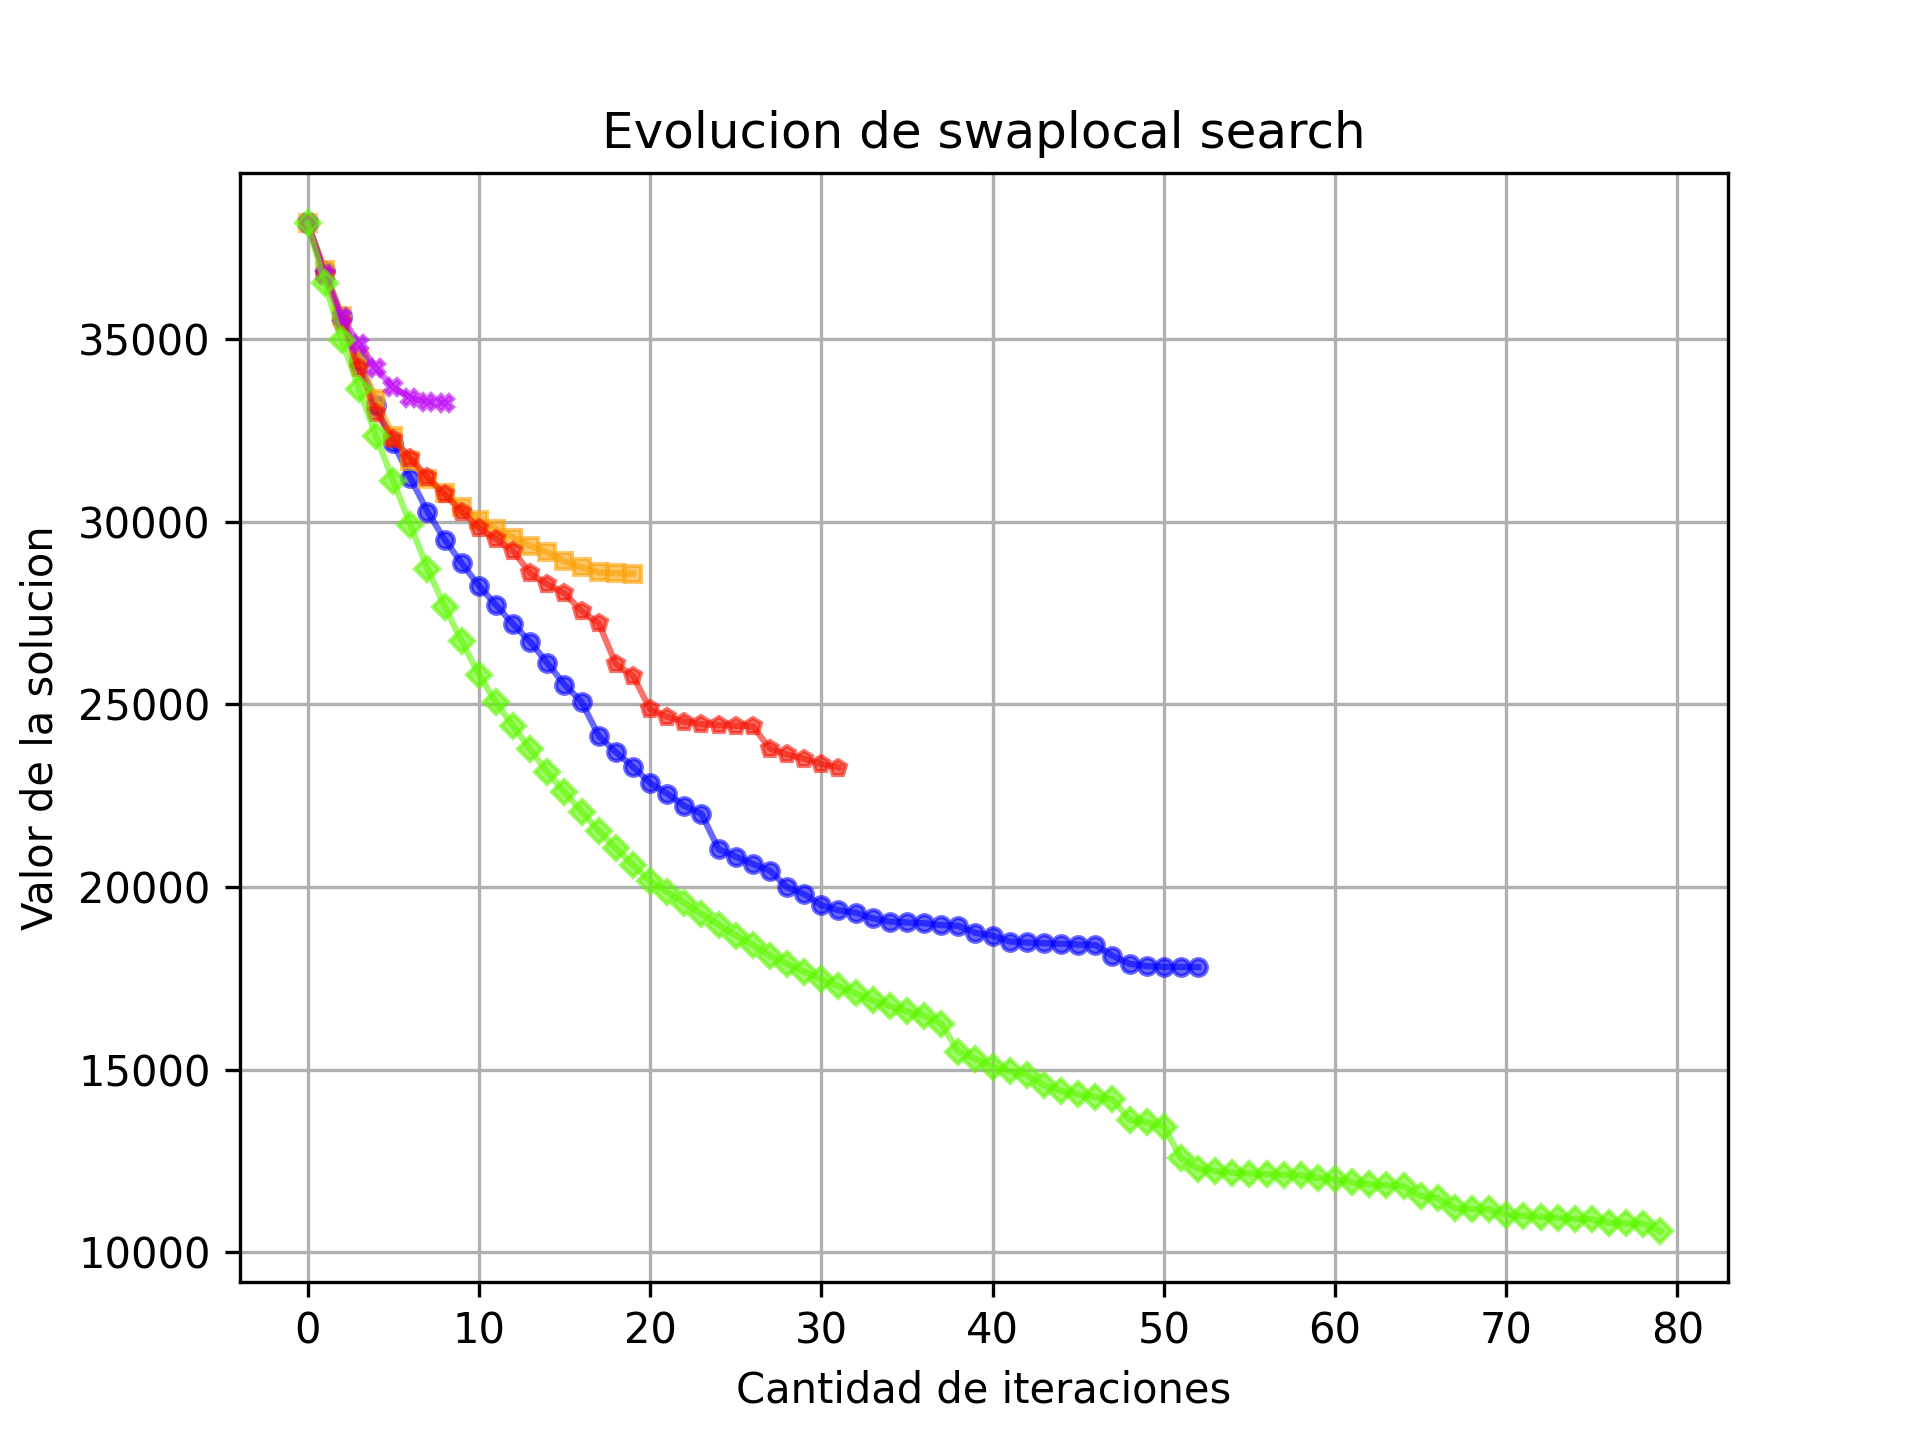 Evolucion de swaplocal search
Valor de la solucion
35000
30000
25000
20000
15000
10000
0 10 20 30 40 50 60 70 80
Cantidad de iteraciones